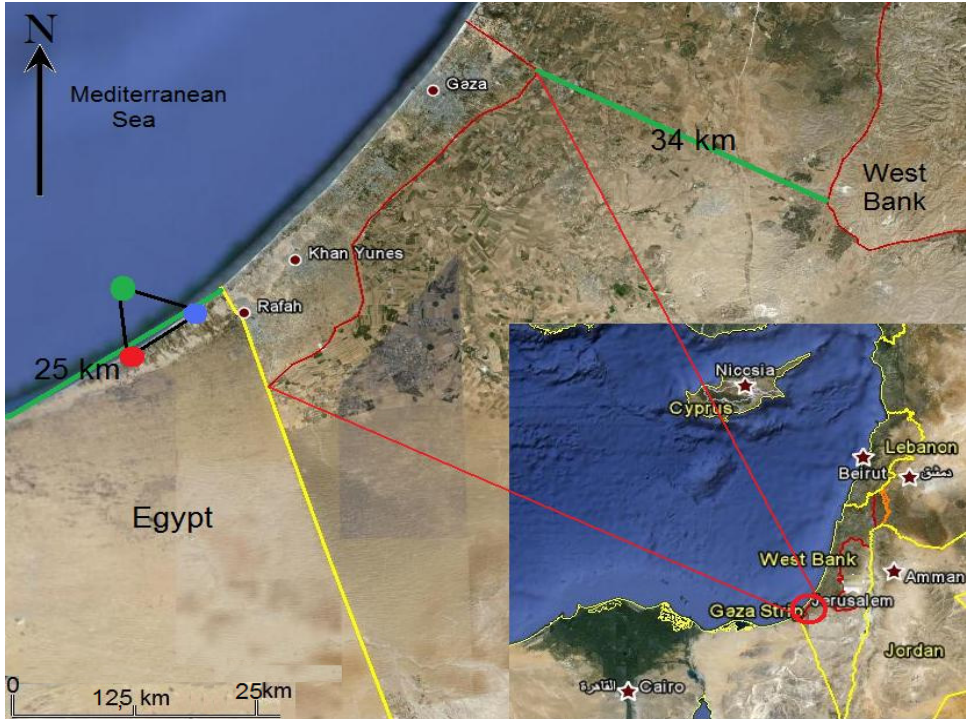 N
Mediterranean
Sea
Gaza
34 km
West
Bank
Khan Yunes
Rafah
25 km
Egypt
0
12,5 km
25km
Niccsia
Cyprus
Lebanon
Beirut
دمشق
West Bank
Amman
Jerusalem
Gaza Strip
Jordan
القاهرة
Cairo